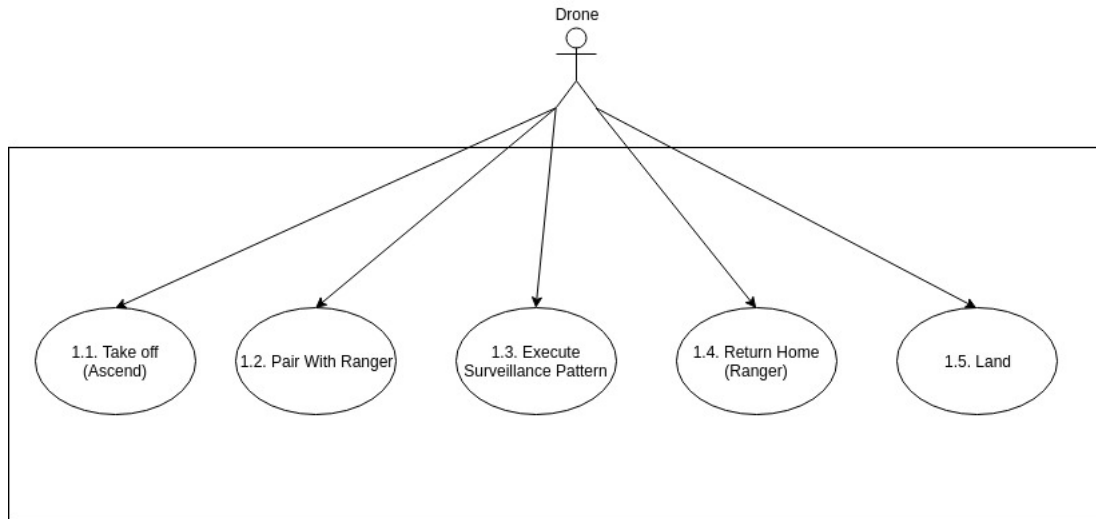 Drone
1.1. Take off
(Ascend)
1.2. Pair With Ranger
1.3. Execute
Surveillance Pattern
1.4. Return Home
(Ranger)
1.5. Land